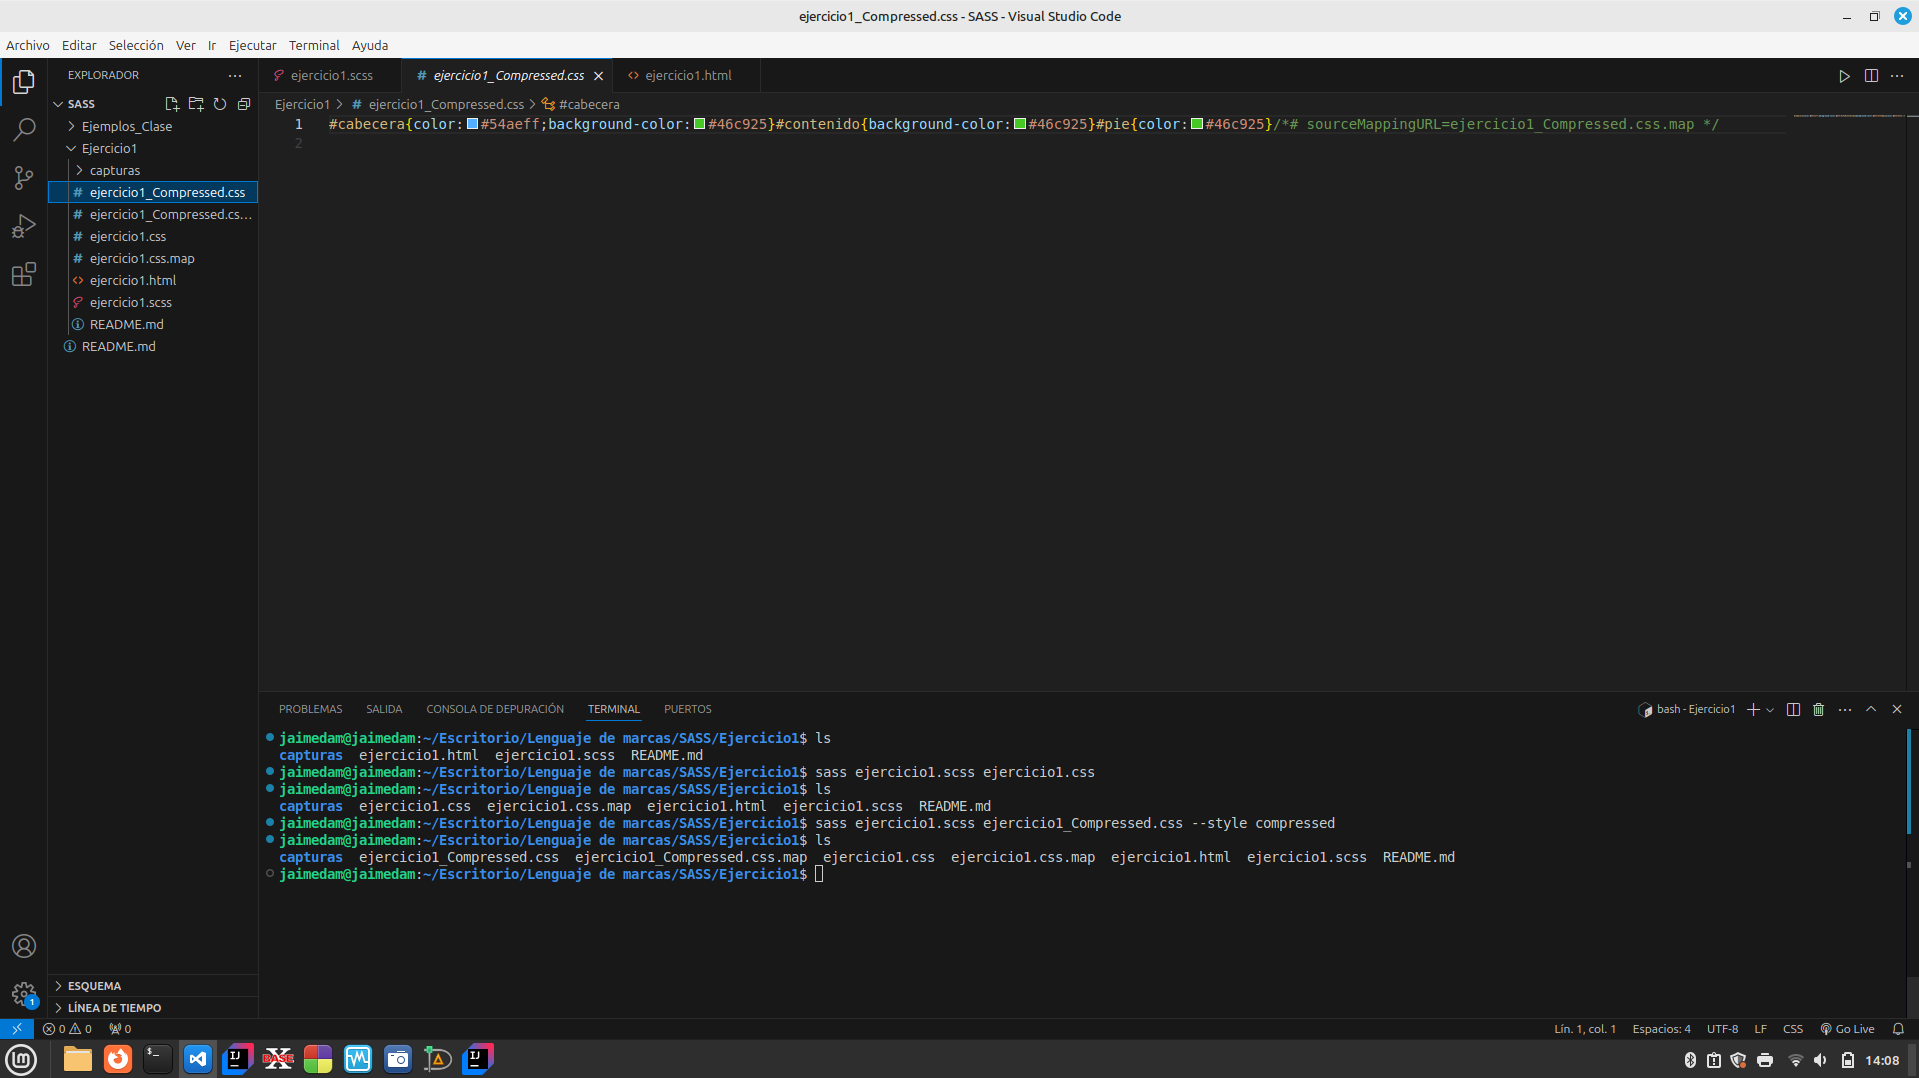 ejercicio1_Compressed.css - SASS - Visual Studio Code
Archivo Editar Selección Ver Ir Ejecutar Terminal Ayuda
EXPLORADOR
SASS
Ejemplos_Clase
Ejercicio1
capturas
ejercicio1_Compressed.css
ejercicio1_Compressed.cs...
ejercicio1.css
ejercicio1.css.map
ejercicio1.html
ejercicio1.scss
README.md
README.md
ESQUEMA
LÍNEA DE TIEMPO
ejercicio1.scss ejercicio1_Compressed.css ejercicio1.html
Ejercicio1 > ejercicio1_Compressed.css > #cabecera
1 #cabecera{color:#54aeff;background-color:#46c925}#contenido{background-color:#46c925}#pie{color:#46c925}/*# sourceMappingURL=ejercicio1_Compressed.css.map */
2
PROBLEMAS SALIDA CONSOLA DE DEPURACIÓN TERMINAL PUERTOS
bash - Ejercicio1
jaimedam@jaimedam:~/Escritorio/Lenguaje de marcas/SASS/Ejercicio1$ ls
capturas ejercicio1.html ejercicio1.scss README.md
jaimedam@jaimedam:~/Escritorio/Lenguaje de marcas/SASS/Ejercicio1$ sass ejercicio1.scss ejercicio1.css
jaimedam@jaimedam:~/Escritorio/Lenguaje de marcas/SASS/Ejercicio1$ ls
capturas ejercicio1.css ejercicio1.css.map ejercicio1.html ejercicio1.scss README.md
jaimedam@jaimedam:~/Escritorio/Lenguaje de marcas/SASS/Ejercicio1$ sass ejercicio1.scss ejercicio1_Compressed.css --style compressed
jaimedam@jaimedam:~/Escritorio/Lenguaje de marcas/SASS/Ejercicio1$ ls
capturas ejercicio1_Compressed.css ejercicio1_Compressed.css.map ejercicio1.css ejercicio1.css.map ejercicio1.html ejercicio1.scss README.md
jaimedam@jaimedam:~/Escritorio/Lenguaje de marcas/SASS/Ejercicio1$
1
0 0 0
Lín. 1, col. 1 Espacios: 4 UTF-8 LF CSS Go Live
IJ BASE IJ
14:08